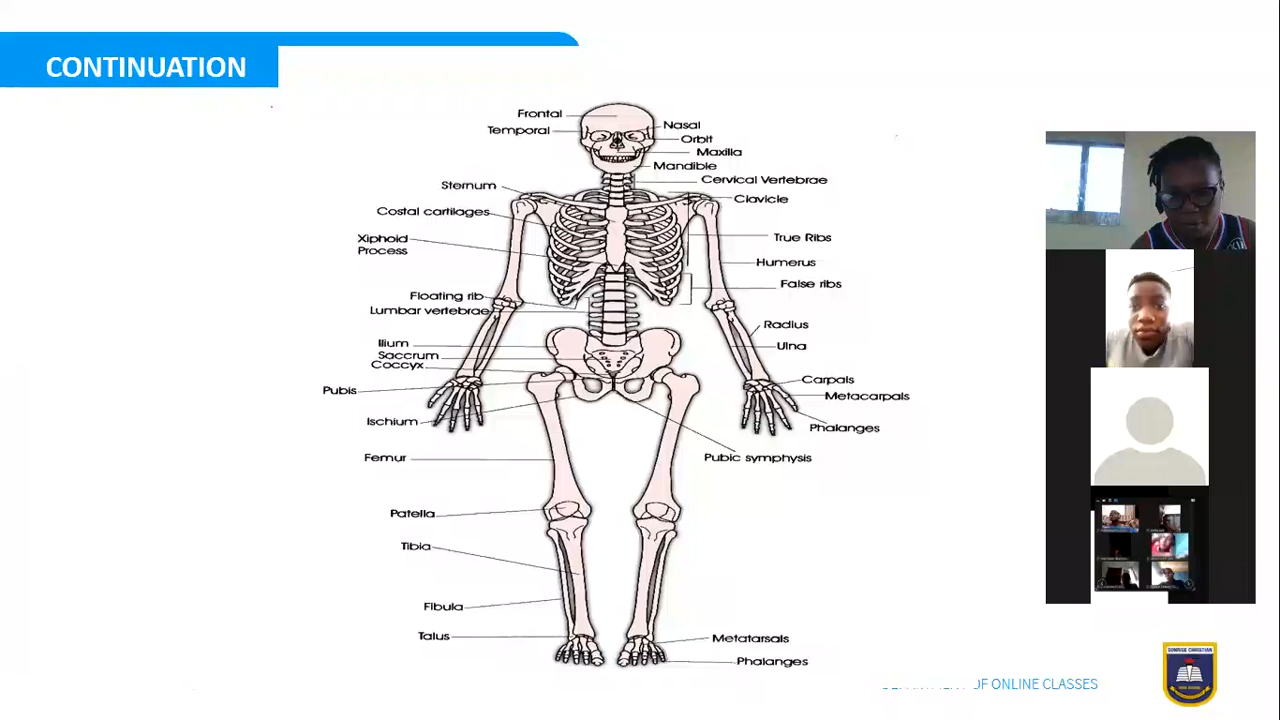 CONTINUATION
Frontal
Temporal
Nasal
Orbit
Maxilla
Mandible
Cervical Vertebrae
Sternum
Clavicle
Costal cartilages
Xiphoid
Process
True Ribs
Humerus
False ribs
Floating rib
Lumbar vertebrae
Radius
Ulna
Ilium
Saccrum
Coccyx
Pubis
Carpals
Metacarpals
Ischium
Phalanges
Femur
Pubic symphysis
Patella
Tibia
Fibula
Talus
Metatarsals
Phalanges
OF ONLINE CLASSES